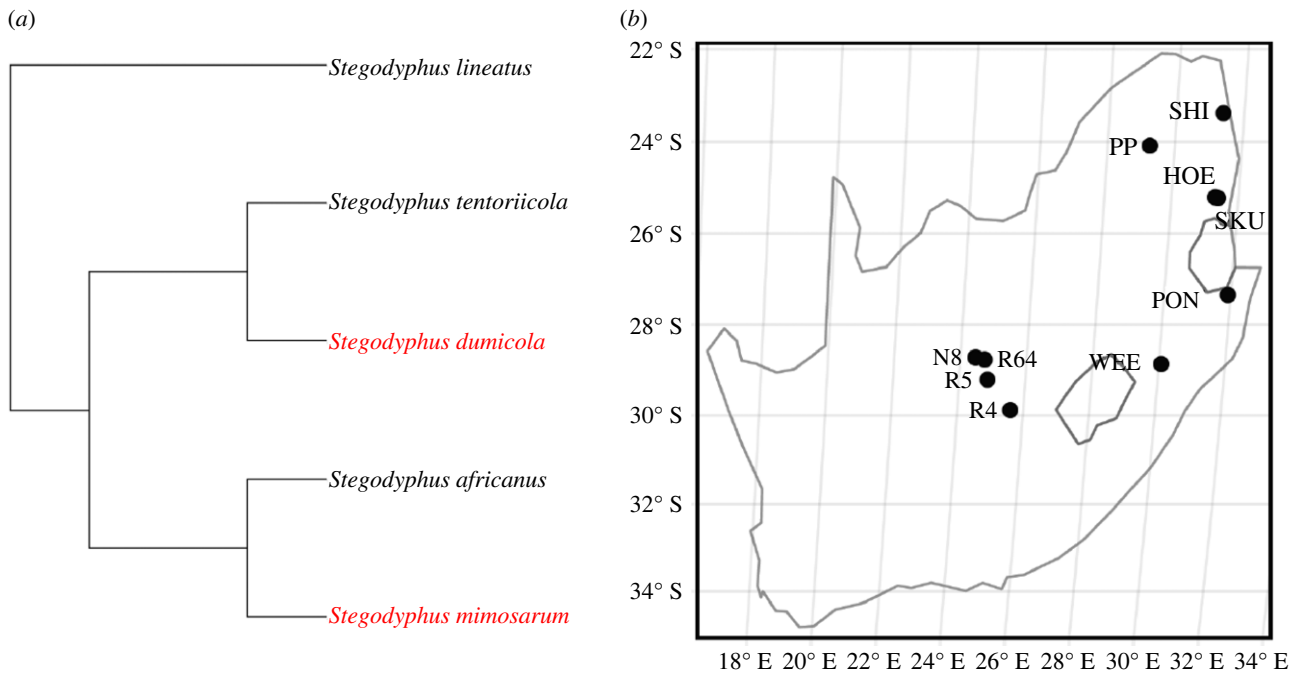 (a)
Stegodyphus lineatus
Stegodyphus tentoriicola
Stegodyphus dumicola
Stegodyphus africanus
Stegodyphus mimosarum
(b)
22° S
24° S
26° S
28° S
30° S
32° S
34° S
SHI
PP
HOE
SKU
PON
N8
R64
WEE
R5
R4
18° E 20° E 22° E 24° E 26° E 28° E 30° E 32° E 34° E